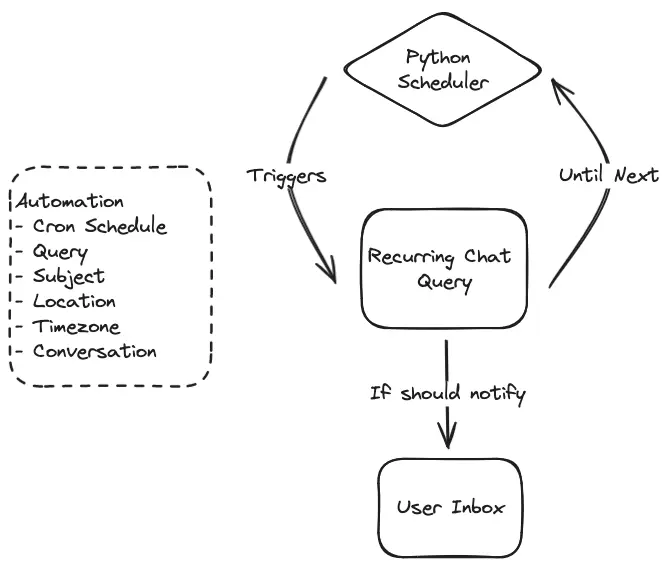 Python
Scheduler
Triggers
Until Next
Automation
- Cron Schedule
- Query
- Subject
- Location
- Timezone
- Conversation
Recurring Chat
Query
If should notify
User Inbox